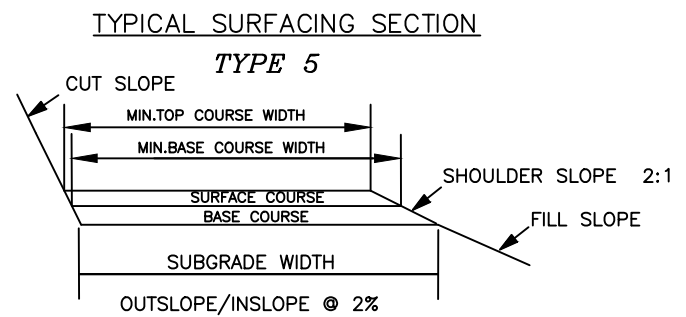 TYPICAL SURFACING SECTION
TYPE 5
CUT SLOPE
MIN.TOP COURSE WIDTH
MIN.BASE COURSE WIDTH
SHOULDER SLOPE 2:1
SURFACE COURSE
BASE COURSE
FILL SLOPE
SUBGRADE WIDTH
OUTSLOPE/INSLOPE @ 2%